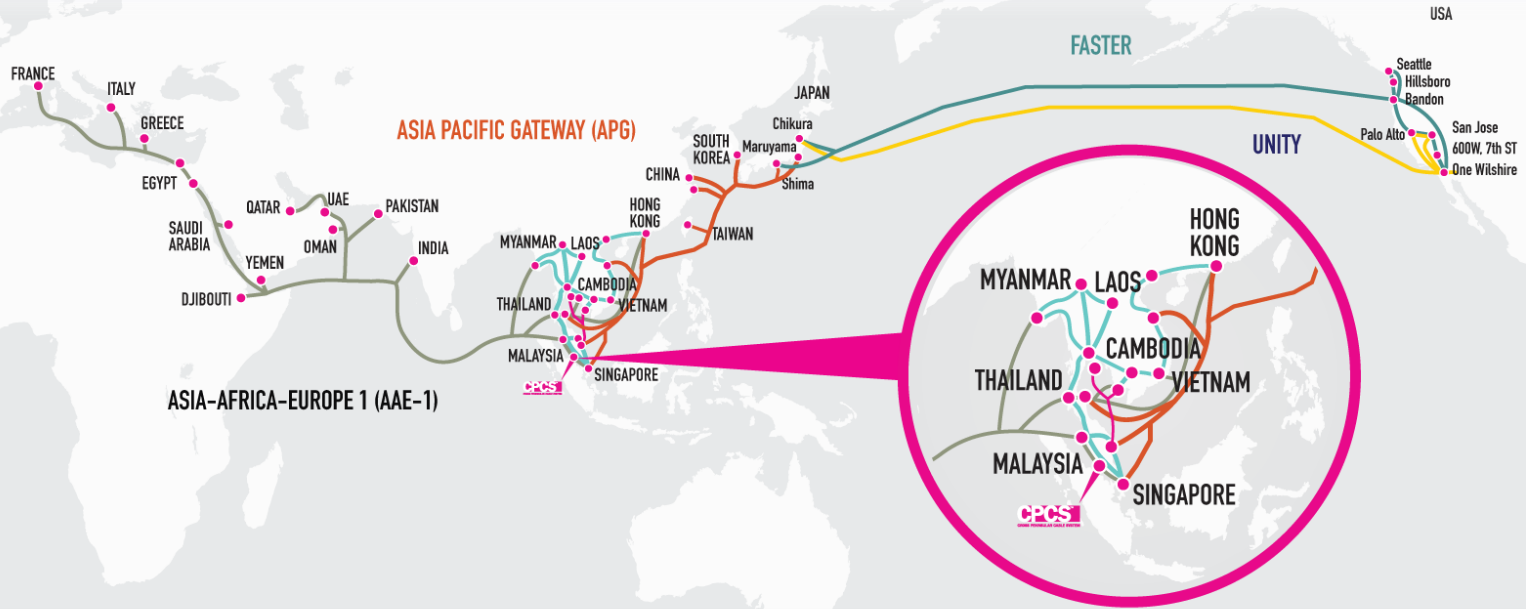 USA
FASTER
Seattle
Hillsboro
Bandon
FRANCE
ITALY
JAPAN
GREECE
ASIA PACIFIC GATEWAY (APG)
Chikura
SOUTH
KOREA
Maruyama
Palo Alto
San Jose
600W, 7th ST
UNITY
One Wilshire
CHINA
Shima
EGYPT
QATAR
UAE
PAKISTAN
HONG
KONG
SAUDI
ARABIA
OMAN
INDIA
TAIWAN
MYANMAR
LAOS
YEMEN
CAMBODIA
DJIBOUTI
THAILAND
VIETNAM
MALAYSIA
SINGAPORE
CPCS
ASIA-AFRICA-EUROPE 1 (AAE-1)
HONG
KONG
MYANMAR
LAOS
CAMBODIA
THAILAND
VIETNAM
MALAYSIA
SINGAPORE
CPCS